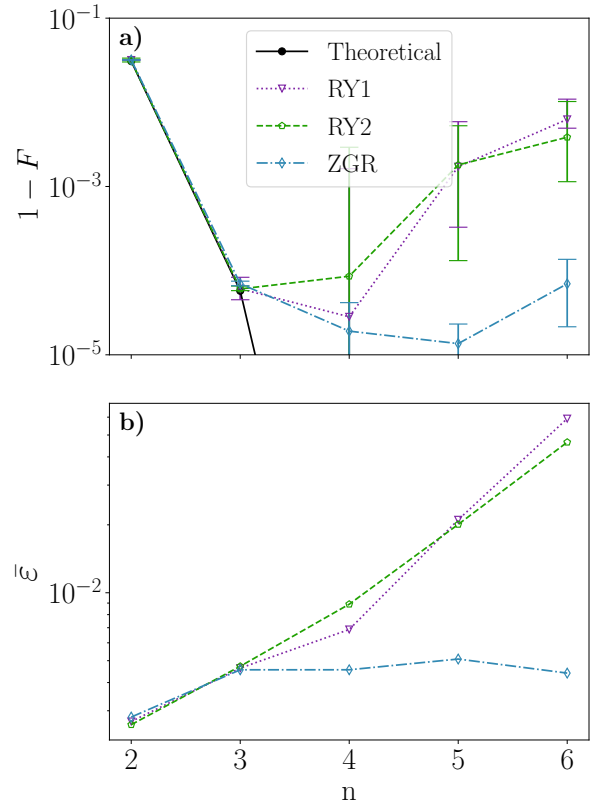 a)
10⁻¹
10⁻³
10⁻⁵
1 − F
Theoretical
RY1
RY2
ZGR
b)
10⁻²
ε̄
2 3 4 5 6
n